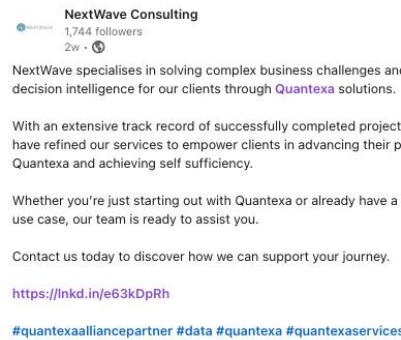 NextWave Consulting
1,744 followers
2w •
NextWave specialises in solving complex business challenges and
decision intelligence for our clients through Quantexa solutions.
With an extensive track record of successfully completed project
have refined our services to empower clients in advancing their p
Quantexa and achieving self sufficiency.
Whether you're just starting out with Quantexa or already have a
use case, our team is ready to assist you.
Contact us today to discover how we can support your journey.
https://lnkd.in/e63kDpRh
#quantexaalliancepartner #data #quantexa #quantexaservices